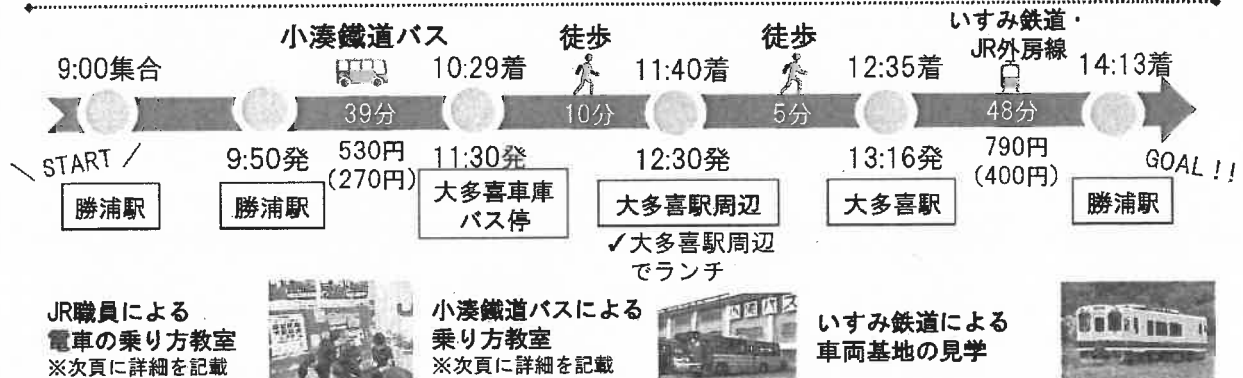 小湊鐵道バス
徒歩
徒歩
いすみ鉄道・
JR外房線
9:00集合
10:29着
11:40着
12:35着
14:13着
39分
10分
5分
48分
START
9:50発
530円
(270円)
11:30発
12:30発
13:16発
790円
(400円)
GOAL!!
勝浦駅
勝浦駅
大多喜車庫
バス停
大多喜駅周辺
大多喜駅
勝浦駅
✓大多喜駅周辺
でランチ
JR職員による
電車の乗り方教室
※次頁に詳細を記載
小湊鐵道バスによる
乗り方教室
※次頁に詳細を記載
いすみ鉄道による
車両基地の見学